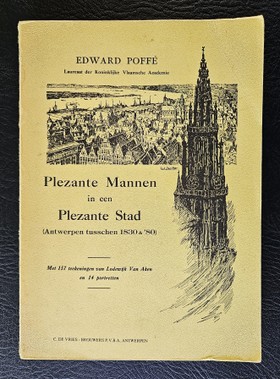 EDWARD POFFÉ
Laureaat der Koninklijke Vlaamsche Academie
Plezante Mannen
in een
Plezante Stad
(Antwerpen tusschen 1830 & '80)
Met 117 teekeningen van Lodewijk Van Aken
en 14 portretten
C. DE VRIES-BROUWERS P.V.B.A. ANTWERPEN